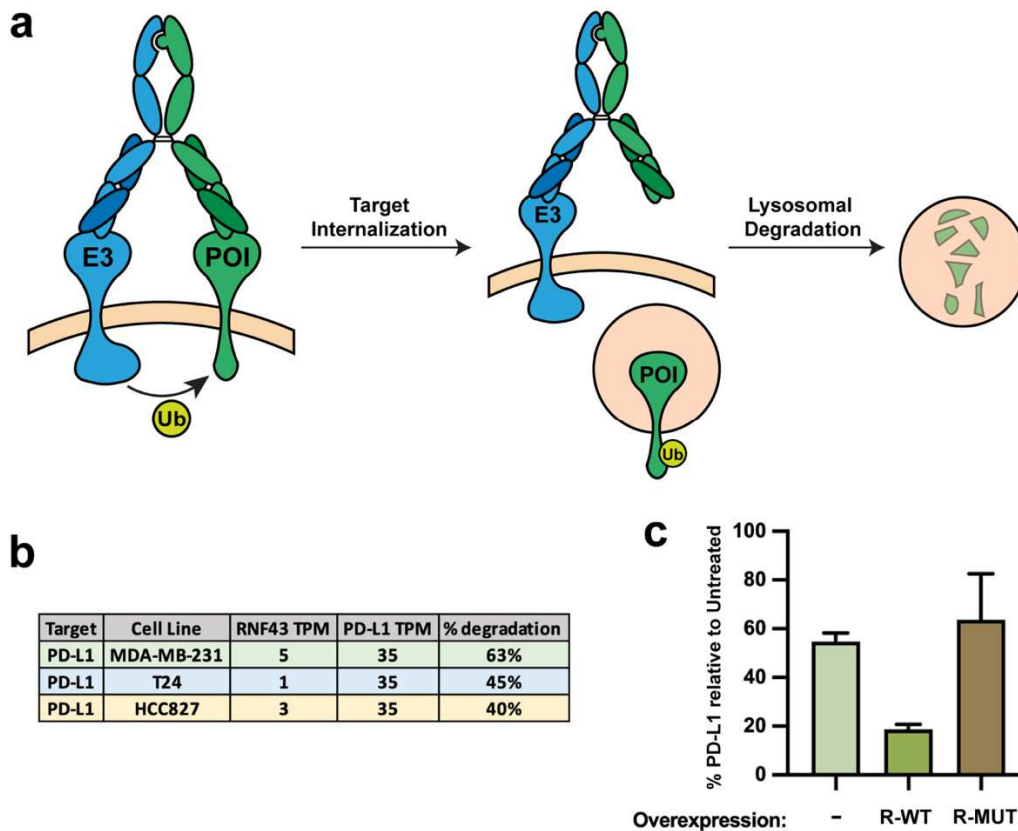 a
E3
POI
Ub
Target
Internalization
E3
POI
Ub
Lysosomal
Degradation
b
Target Cell Line RNF43 TPM PD-L1 TPM % degradation
PD-L1 MDA-MB-231 5 35 63%
PD-L1 T24 1 35 45%
PD-L1 HCC827 3 35 40%
c
% PD-L1 relative to Untreated
100
80
60
40
20
0
Overexpression: - R-WT R-MUT